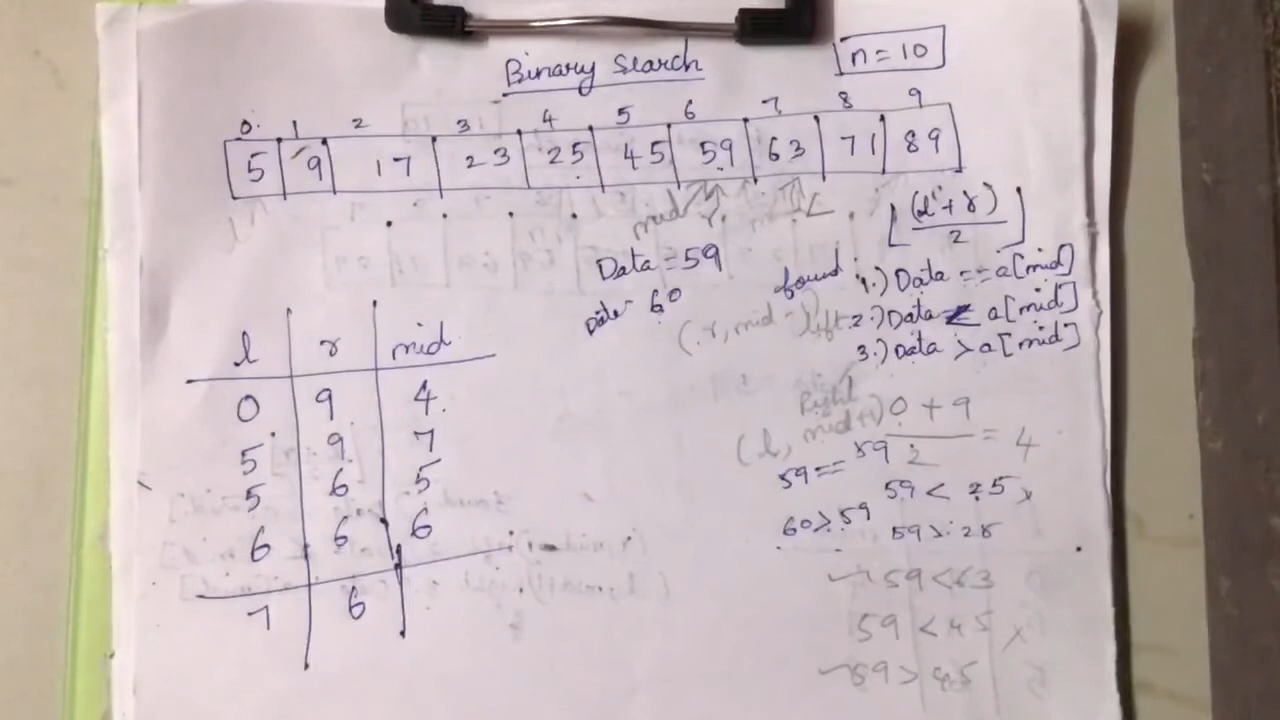 Binary Search
n = 10
0 1 2 3 4 5 6 7 8 9
5 9 17 23 25 45 59 63 71 89
l mid r
(l + r)
2
Data = 59
Data = 60
found 1.) Data == a[mid]
(r, mid-1) left 2.) Data < a[mid]
3.) Data > a[mid]
Right
(l, mid+1)
0 + 9
2
= 4
l r mid
0 9 4
5 9 7
5 6 5
6 6 6
7 6
59 == 59
59 < 25 x
60 > 59
59 > 25
59 < 63
59 < 45 x
59 > 45